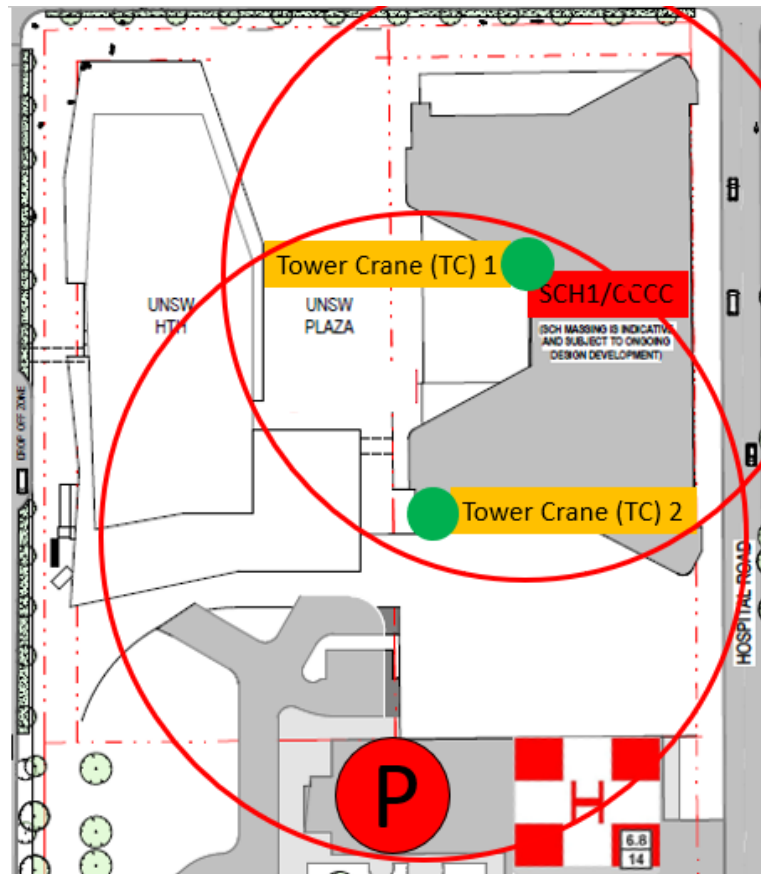 Tower Crane (TC) 1
SCH1/CCCC
UNSW
HTH
UNSW
PLAZA
(SCH MASSING IS INDICATIVE
AND SUBJECT TO ONGOING
DESIGN DEVELOPMENT)
DROP OFF ZONE
Tower Crane (TC) 2
HOSPITAL ROAD
P
H
6.8
14